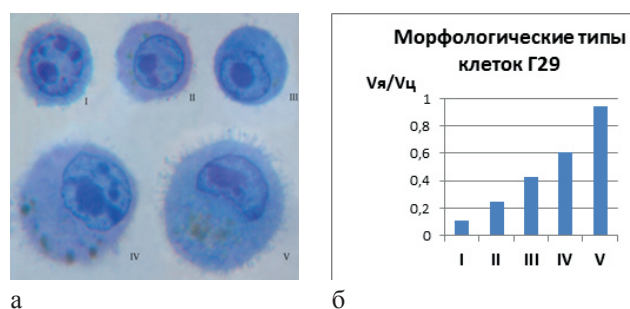 I
II
III
IV
V
а
Морфологические типы
клеток Г29
Vя/Vц
1
0,8
0,6
0,4
0,2
0
I II III IV V
б